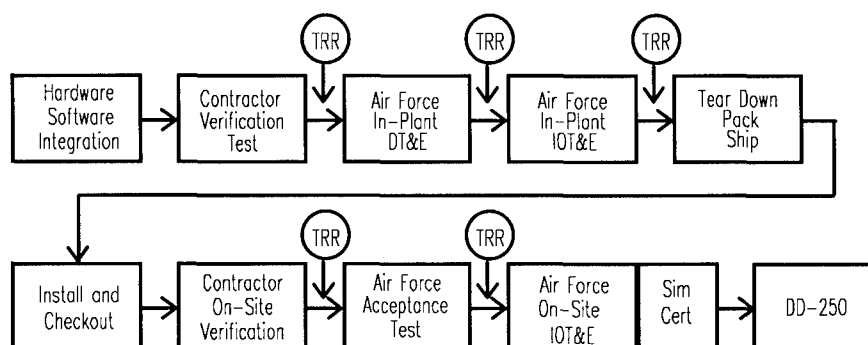 TRR
TRR
TRR
Hardware
Software
Integration
Contractor
Verification
Test
Air Force
In-Plant
DT&E
Air Force
In-Plant
IOT&E
Tear Down
Pack
Ship
TRR
TRR
Install and
Checkout
Contractor
On-Site
Verification
Air Force
Acceptance
Test
Air Force
On-Site
IOT&E
Sim
Cert
DD-250